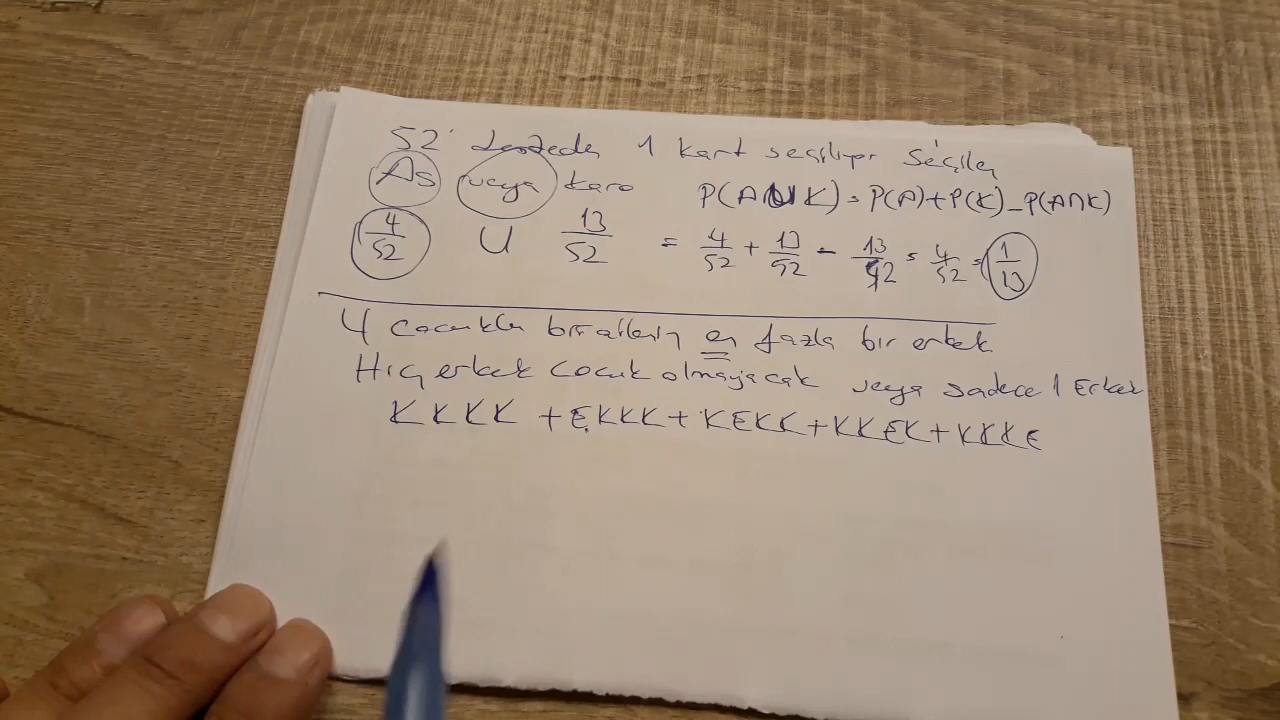 52' destede 1 kart seçiliyor seçilen
As veya karo P(A∪K) = P(A)+P(K)-P(A∩K)
4/52 U 13/52 = 4/52 + 13/52 - 13/52 = 4/52 = 1/13
4 çocuklu bir ailenin en fazla bir erkek
Hiç erkek çocuk olmayacak veya sadece 1 Erkek
KKKK + EKKK + KEKK + KKEK + KKKE